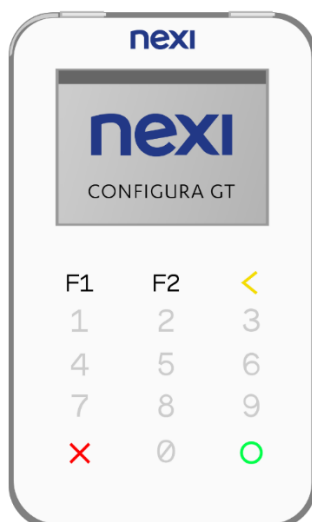 nexi
nexi
CONFIGURA GT
F1 F2 <
1 2 3
4 5 6
7 8 9
X 0 O